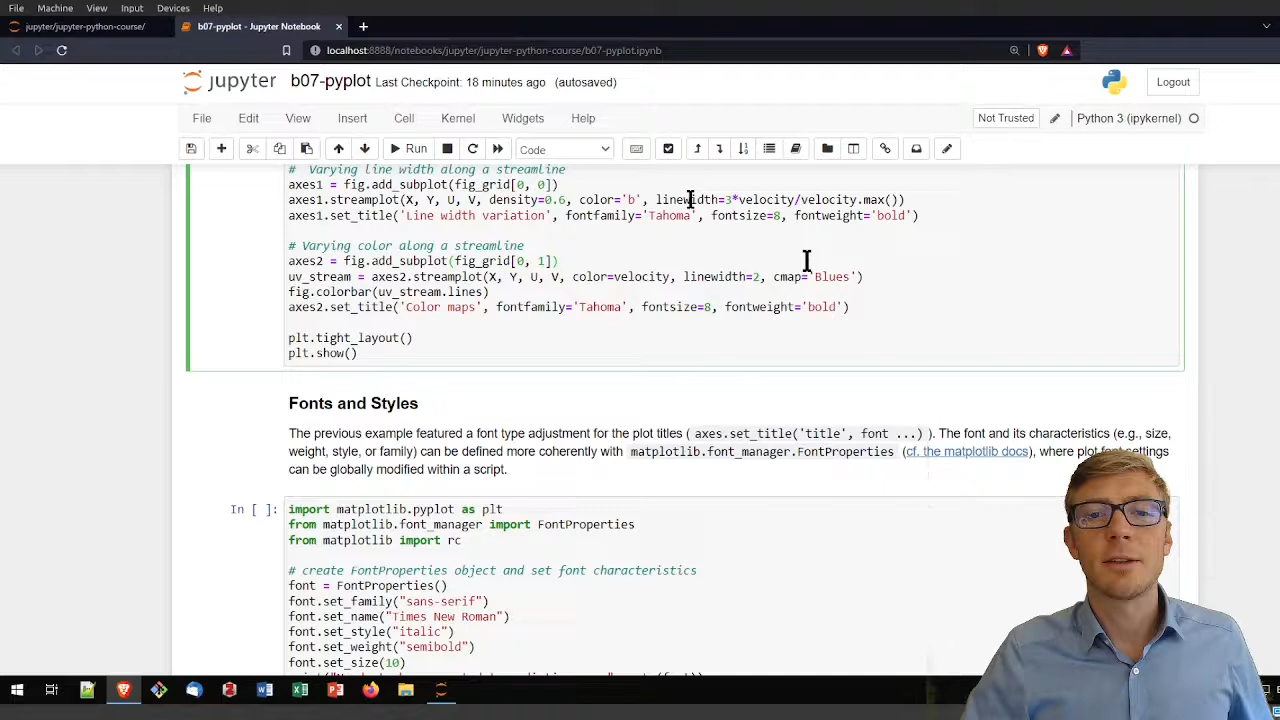 File Machine View Input Devices Help
jupyter/jupyter-python-course/
b07-pyplot - Jupyter Notebook
localhost:8888/notebooks/jupyter/jupyter-python-course/b07-pyplot.ipynb
jupyter b07-pyplot Last Checkpoint: 18 minutes ago (autosaved) Logout
File Edit View Insert Cell Kernel Widgets Help Not Trusted Python 3 (ipykernel)
Run Code
# Varying line width along a streamline
axes1 = fig.add_subplot(fig_grid[0, 0])
axes1.streamplot(X, Y, U, V, density=0.6, color='b', linewidth=3*velocity/velocity.max())
axes1.set_title('Line width variation', fontfamily='Tahoma', fontsize=8, fontweight='bold')
# Varying color along a streamline
axes2 = fig.add_subplot(fig_grid[0, 1])
uv_stream = axes2.streamplot(X, Y, U, V, color=velocity, linewidth=2, cmap='Blues')
fig.colorbar(uv_stream.lines)
axes2.set_title('Color maps', fontfamily='Tahoma', fontsize=8, fontweight='bold')
plt.tight_layout()
plt.show()
Fonts and Styles
The previous example featured a font type adjustment for the plot titles ( axes.set_title('title', font ...) ). The font and its characteristics (e.g., size,
weight, style, or family) can be defined more coherently with matplotlib.font_manager.FontProperties (cf. the matplotlib docs), where plot font settings
can be globally modified within a script.
In [ ]: import matplotlib.pyplot as plt
from matplotlib.font_manager import FontProperties
from matplotlib import rc
# create FontProperties object and set font characteristics
font = FontProperties()
font.set_family("sans-serif")
font.set_name("Times New Roman")
font.set_style("italic")
font.set_weight("semibold")
font.set_size(10)